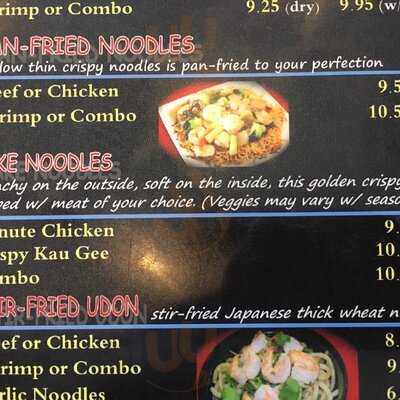 rimp or Combo 9.25 (dry) 9.95 (w/
AN-FRIED NOODLES
low thin crispy noodles is pan-fried to your perfection
eef or Chicken 9.5
rimp or Combo 10.5
KE NOODLES
nchy on the outside, soft on the inside, this golden crispy
ped w/ meat of your choice. (Veggies may vary w/ seaso
nute Chicken 9.
spy Kau Gee 10.
mbo 10.
IR-FRIED UDON stir-fried Japanese thick wheat n
eef or Chicken 8.
rimp or Combo 9.
rlic Noodles 6.